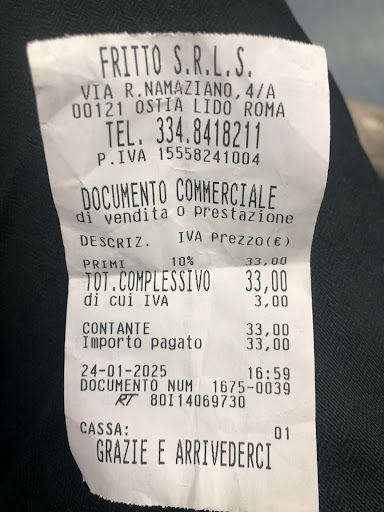 FRITTO S.R.L.S.
VIA R.NAMAZIANO,4/A
00121 OSTIA LIDO ROMA
TEL. 334.8418211
P.IVA 15558241004
DOCUMENTO COMMERCIALE
di vendita o prestazione
DESCRIZ. IVA Prezzo(€)
PRIMI 10% 33,00
TOT.COMPLESSIVO 33,00
di cui IVA 3,00
CONTANTE 33,00
Importo pagato 33,00
24-01-2025 16:59
DOCUMENTO NUM 1675-0039
RT 80I14069730
CASSA: 01
GRAZIE E ARRIVEDERCI